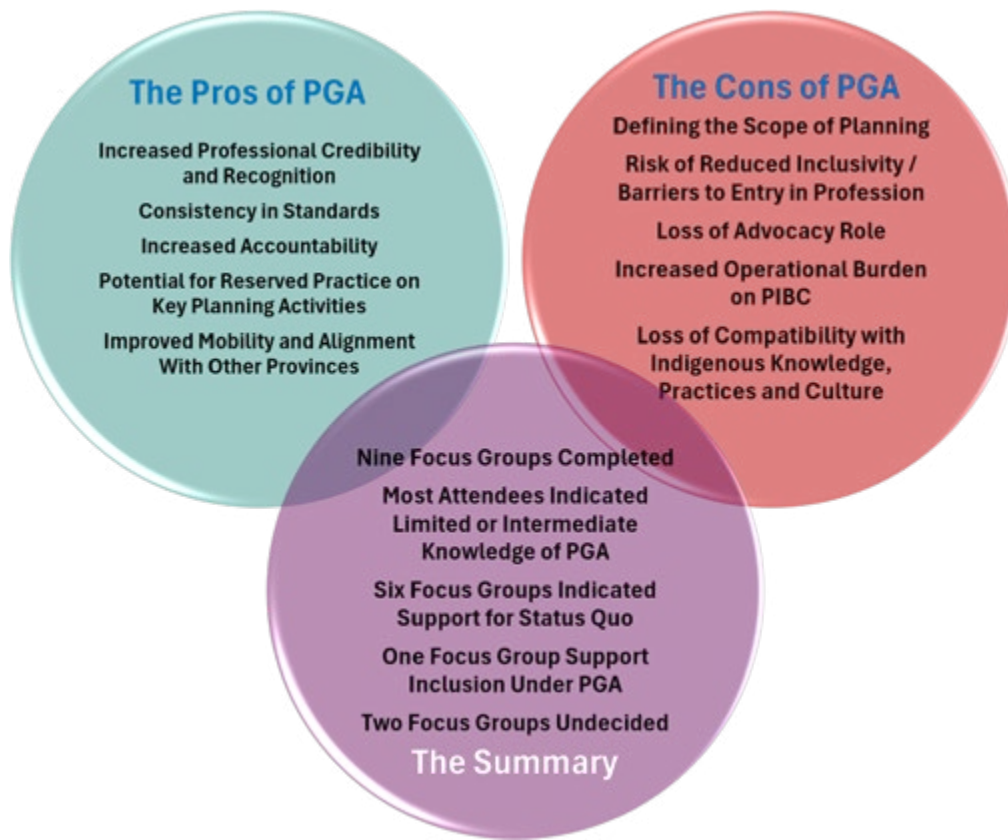 The Pros of PGA
Increased Professional Credibility
and Recognition
Consistency in Standards
Increased Accountability
Potential for Reserved Practice on
Key Planning Activities
Improved Mobility and Alignment
With Other Provinces
The Cons of PGA
Defining the Scope of Planning
Risk of Reduced Inclusivity /
Barriers to Entry in Profession
Loss of Advocacy Role
Increased Operational Burden
on PIBC
Loss of Compatibility with
Indigenous Knowledge,
Practices and Culture
Nine Focus Groups Completed
Most Attendees Indicated
Limited or Intermediate
Knowledge of PGA
Six Focus Groups Indicated
Support for Status Quo
One Focus Group Support
Inclusion Under PGA
Two Focus Groups Undecided
The Summary